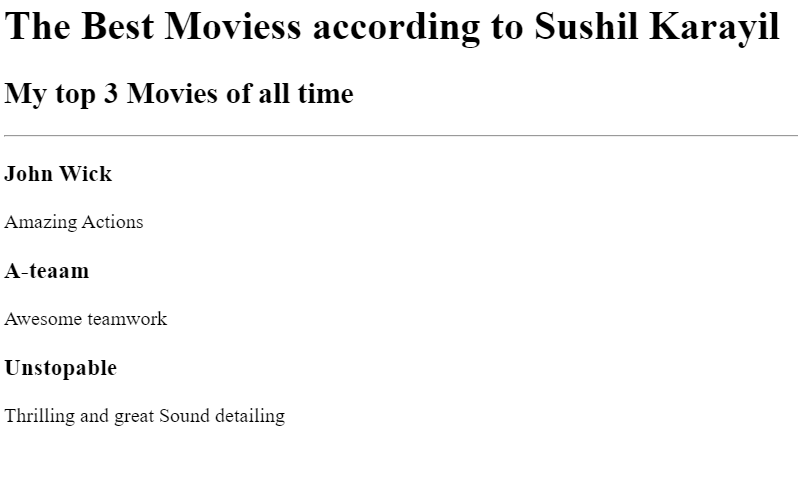 The Best Moviess according to Sushil Karayil
My top 3 Movies of all time
John Wick
Amazing Actions
A-teaam
Awesome teamwork
Unstopable
Thrilling and great Sound detailing